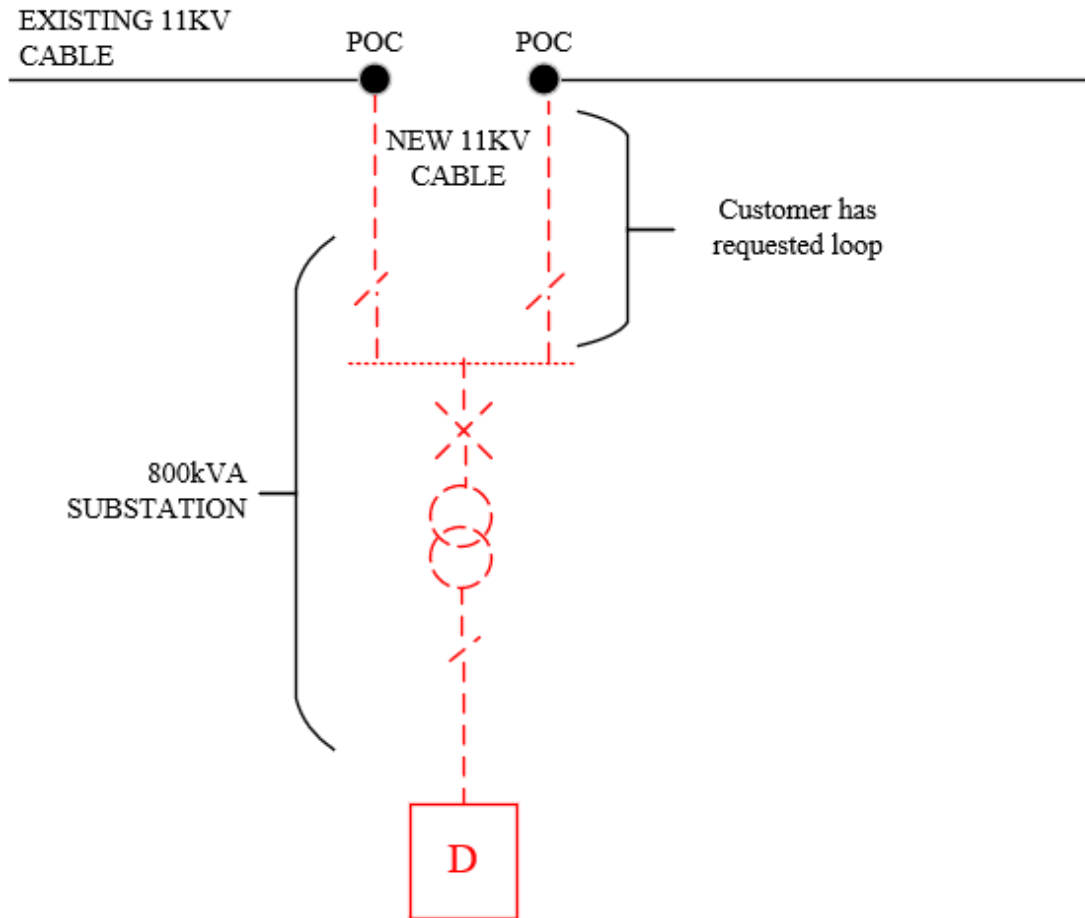 EXISTING 11KV
CABLE
POC
POC
NEW 11KV
CABLE
Customer has
requested loop
800kVA
SUBSTATION
D